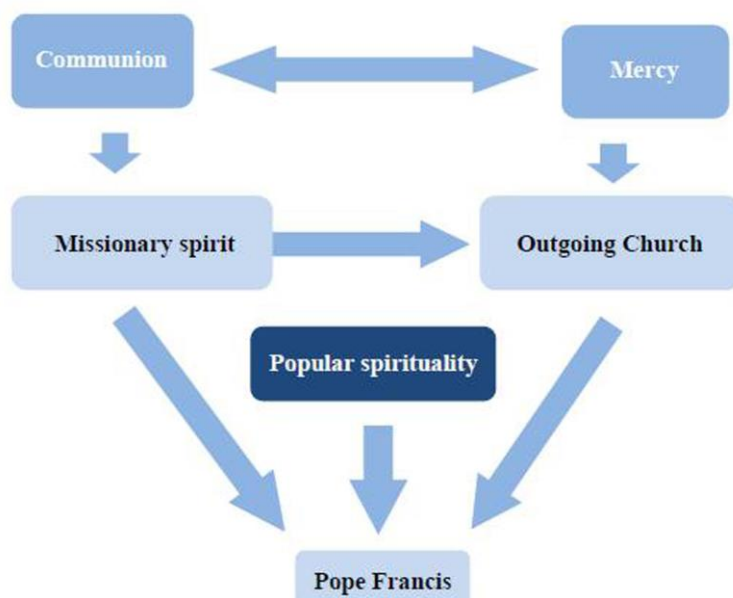 Communion
Mercy
Missionary spirit
Outgoing Church
Popular spirituality
Pope Francis